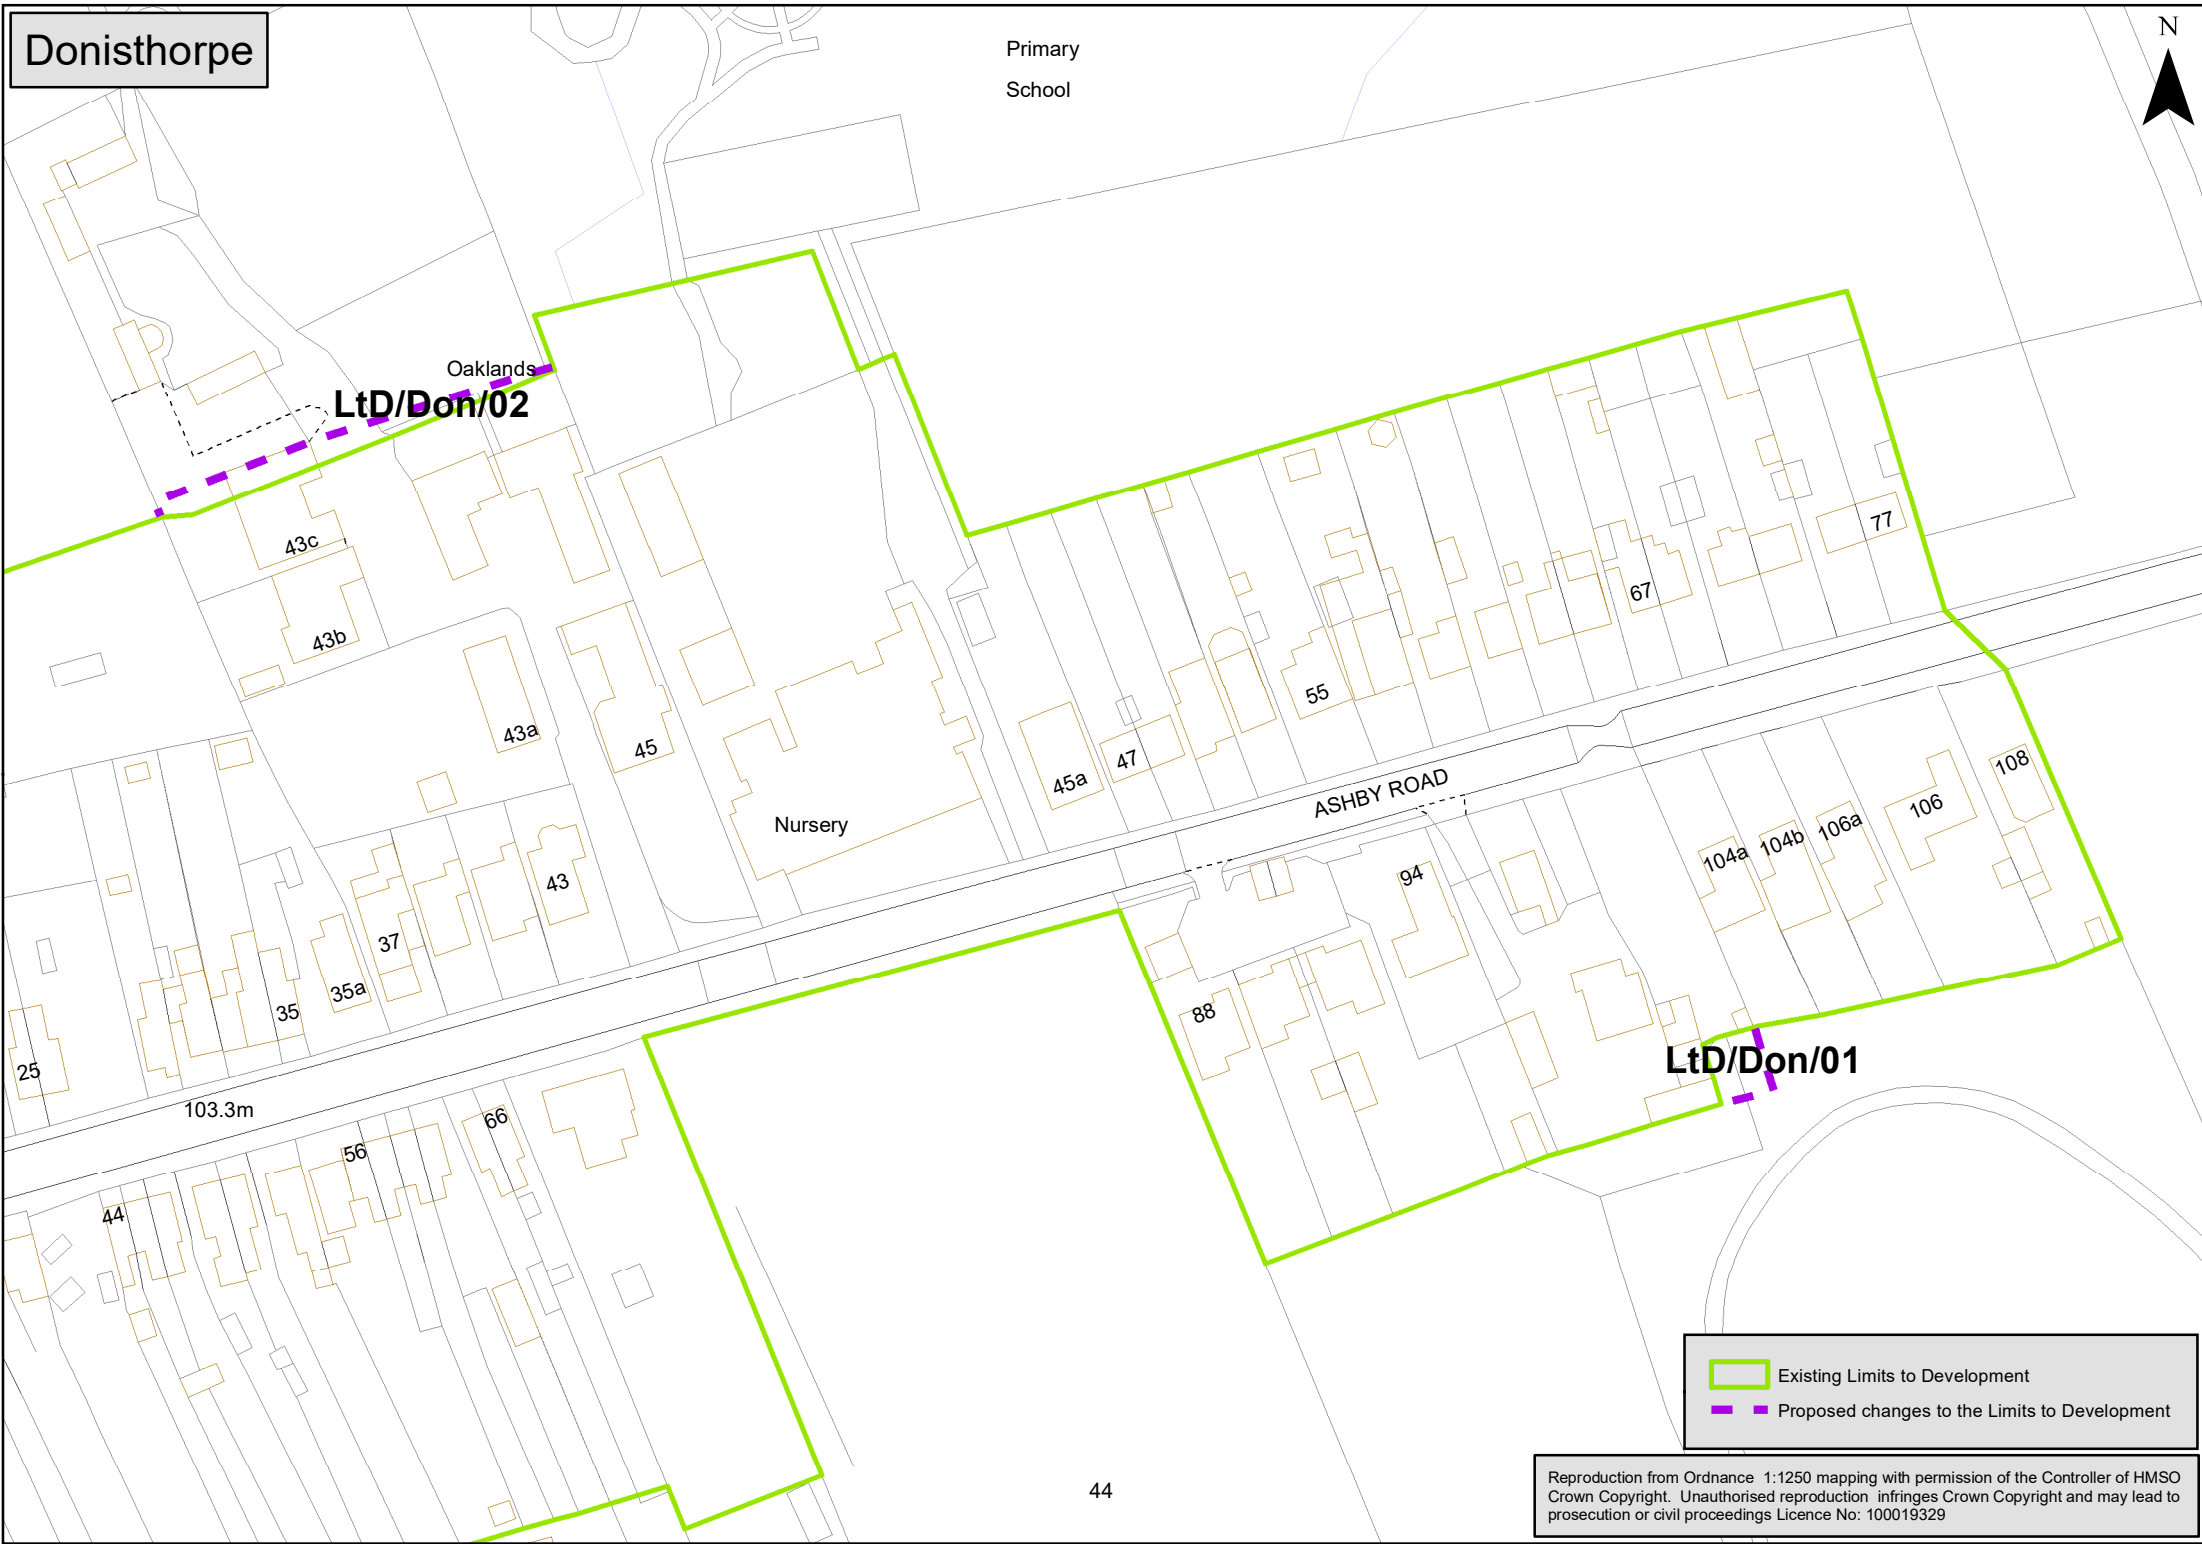 Donisthorpe
N
Primary
School
Oaklands
LtD/Don/02
43c
43b
43a
45
45a
47
55
67
77
Nursery
ASHBY ROAD
43
37
35a
35
25
103.3m
108
106
106a
104b
104a
94
88
LtD/Don/01
66
56
44
44
Existing Limits to Development
Proposed changes to the Limits to Development
Reproduction from Ordnance 1:1250 mapping with permission of the Controller of HMSO
Crown Copyright. Unauthorised reproduction infringes Crown Copyright and may lead to
prosecution or civil proceedings Licence No: 100019329